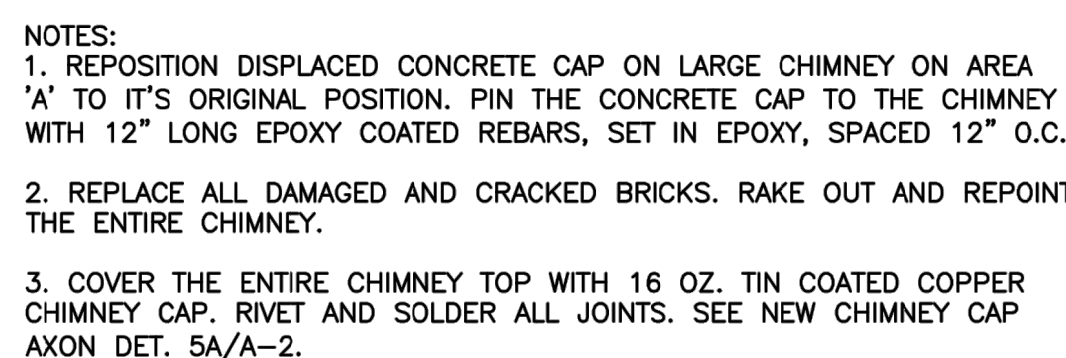 NOTES:
1. REPOSITION DISPLACED CONCRETE CAP ON LARGE CHIMNEY ON AREA
'A' TO IT'S ORIGINAL POSITION. PIN THE CONCRETE CAP TO THE CHIMNEY
WITH 12" LONG EPOXY COATED REBARS, SET IN EPOXY, SPACED 12" O.C.
2. REPLACE ALL DAMAGED AND CRACKED BRICKS. RAKE OUT AND REPOINT
THE ENTIRE CHIMNEY.
3. COVER THE ENTIRE CHIMNEY TOP WITH 16 OZ. TIN COATED COPPER
CHIMNEY CAP. RIVET AND SOLDER ALL JOINTS. SEE NEW CHIMNEY CAP
AXON DET. 5A/A-2.